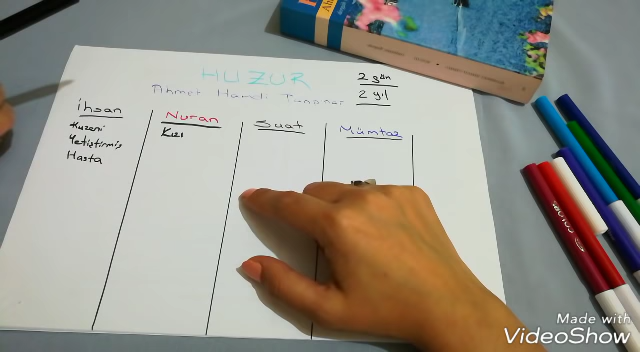 HUZUR
Ahmet Hamdi Tanpınar
2 gün
2 yıl
İhsan
Kuzeni
Yetiştirmiş
Hasta
Nuran
Kızı
Suat
Mümtaz
COLOR
Made with
VideoShow